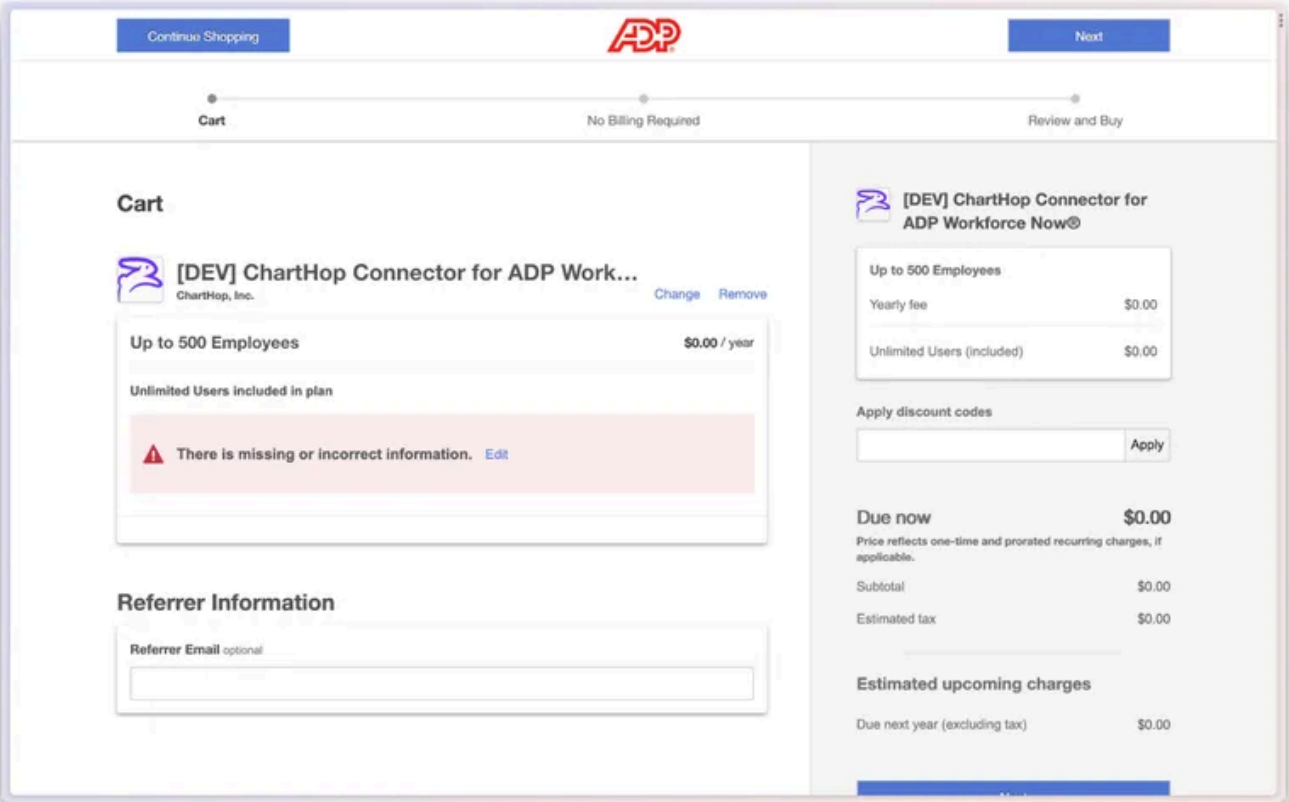 Continue Shopping
ADP
Next
Cart
No Billing Required
Review and Buy
Cart
[DEV] ChartHop Connector for ADP Work...
ChartHop, Inc.
Change Remove
Up to 500 Employees
$0.00 / year
Unlimited Users included in plan
There is missing or incorrect information. Edit
Referrer Information
Referrer Email optional
[DEV] ChartHop Connector for
ADP Workforce Now®
Up to 500 Employees
Yearly fee $0.00
Unlimited Users (included) $0.00
Apply discount codes
Apply
Due now $0.00
Price reflects one-time and prorated recurring charges, if
applicable.
Subtotal $0.00
Estimated tax $0.00
Estimated upcoming charges
Due next year (excluding tax) $0.00